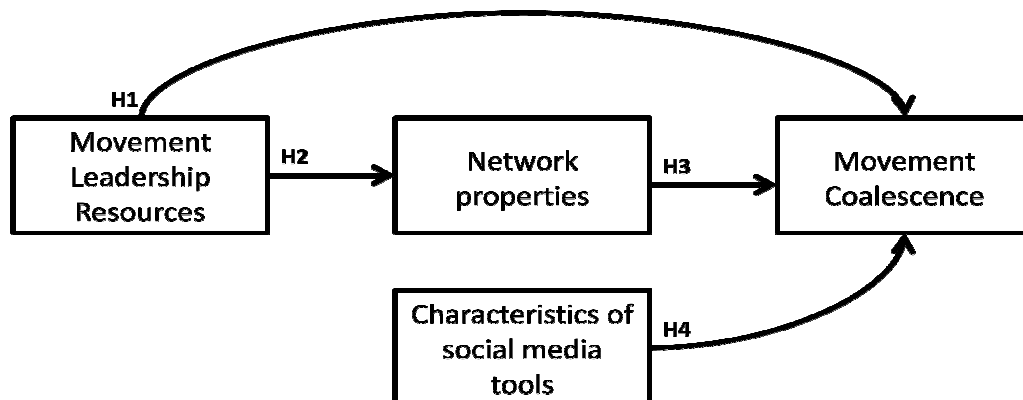 H1
Movement
Leadership
Resources
H2
Network
properties
H3
Movement
Coalescence
Characteristics of
social media
tools
H4